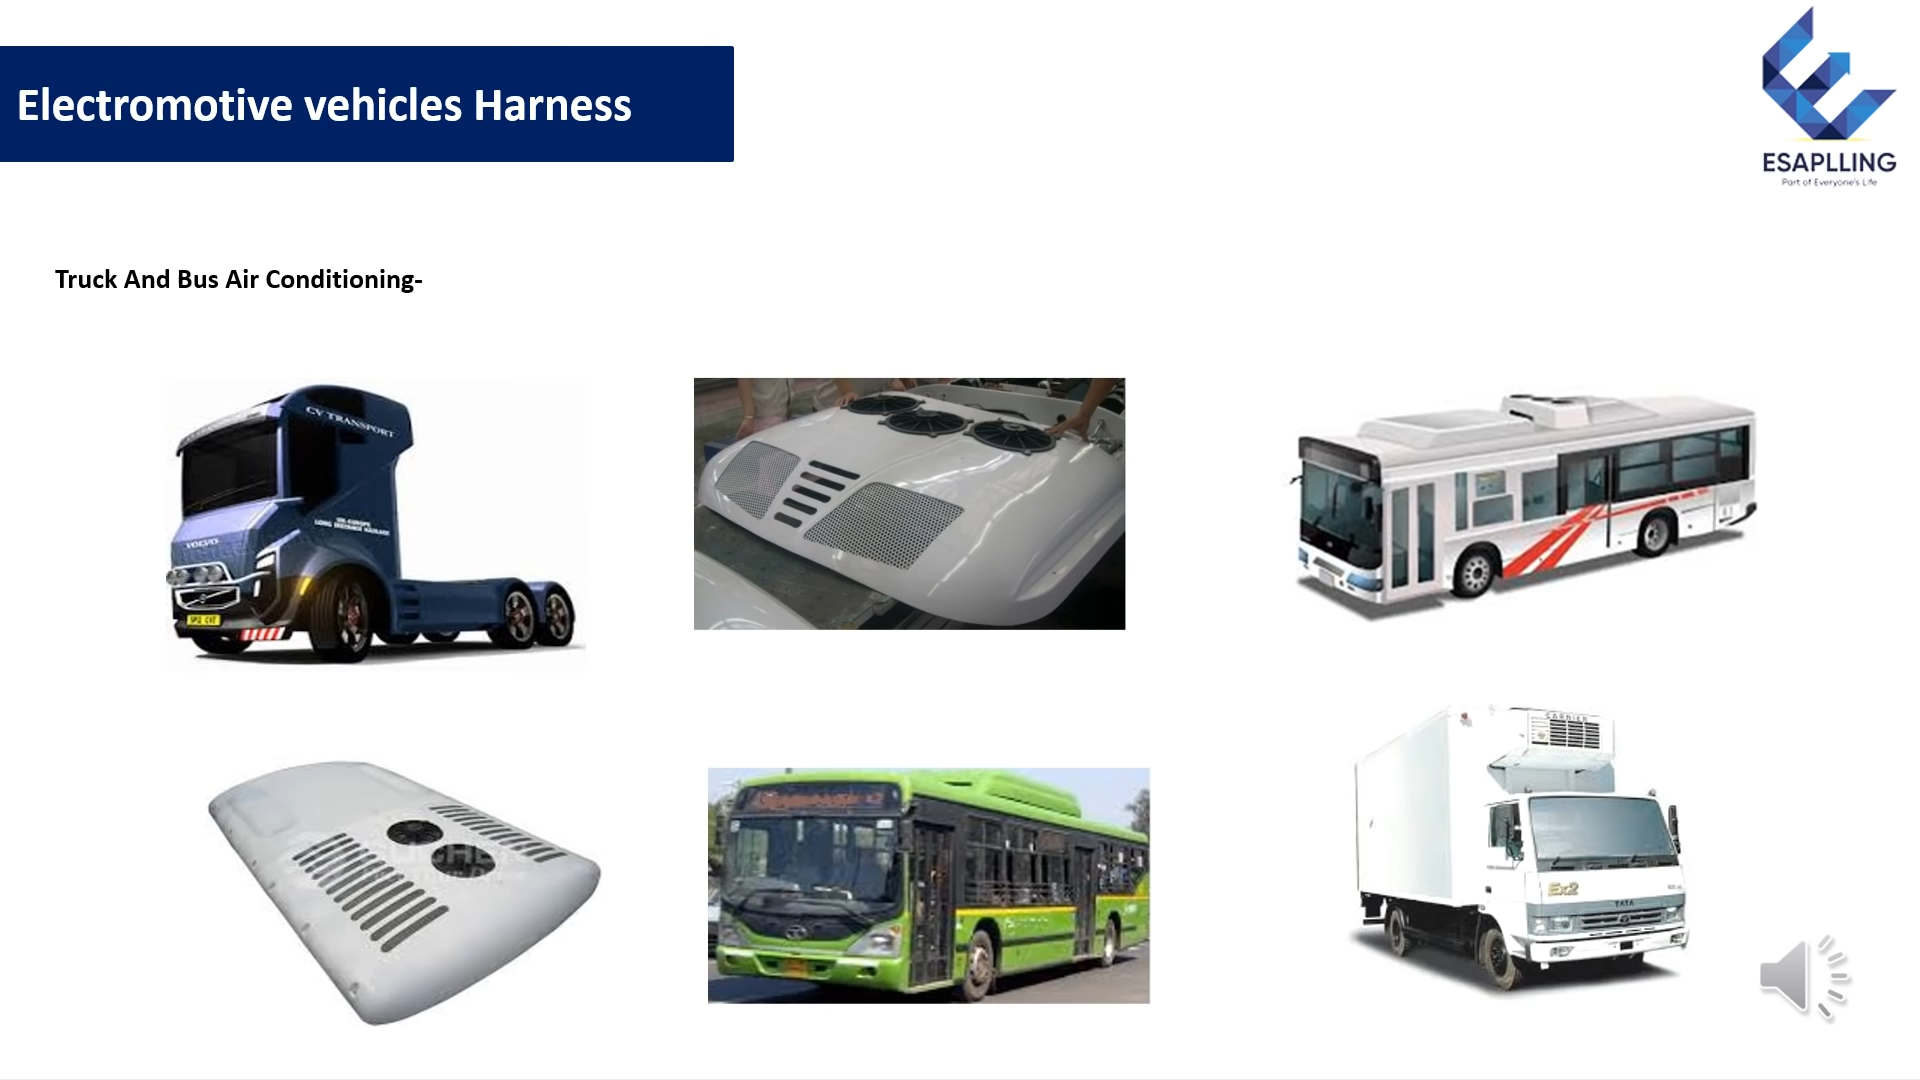 Electromotive vehicles Harness
ESAPLLING
Part of Everyone's Life
Truck And Bus Air Conditioning-
CV TRANSPORT
VOLVO
CARRIER
Ex2
TATA